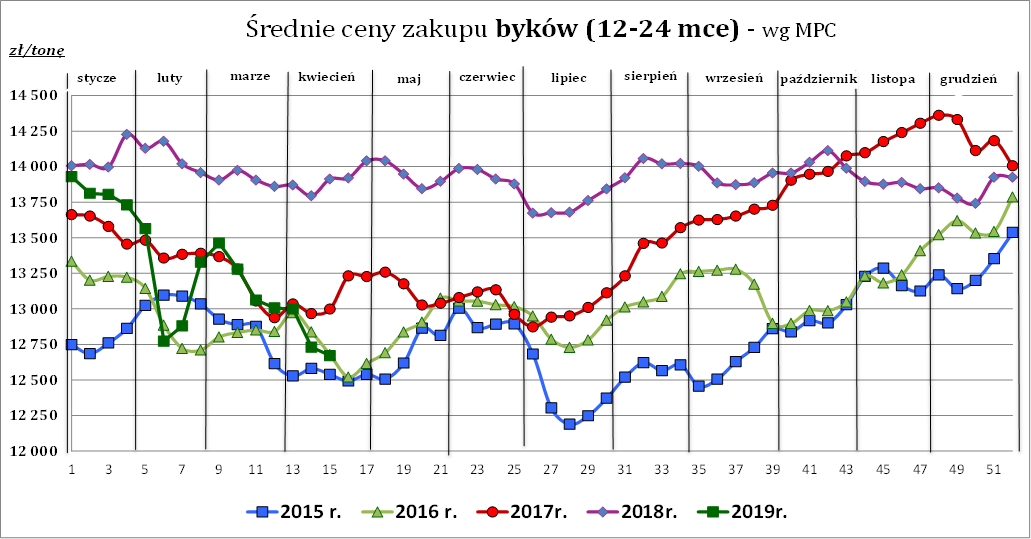 Średnie ceny zakupu byków (12-24 mce) - wg MPC
zł/tonę
stycze luty marze kwiecień maj czerwiec lipiec sierpień wrzesień październik listopa grudzień
14 500
14 250
14 000
13 750
13 500
13 250
13 000
12 750
12 500
12 250
12 000
1 3 5 7 9 11 13 15 17 19 21 23 25 27 29 31 33 35 37 39 41 43 45 47 49 51
2015 r. 2016 r. 2017r. 2018r. 2019r.